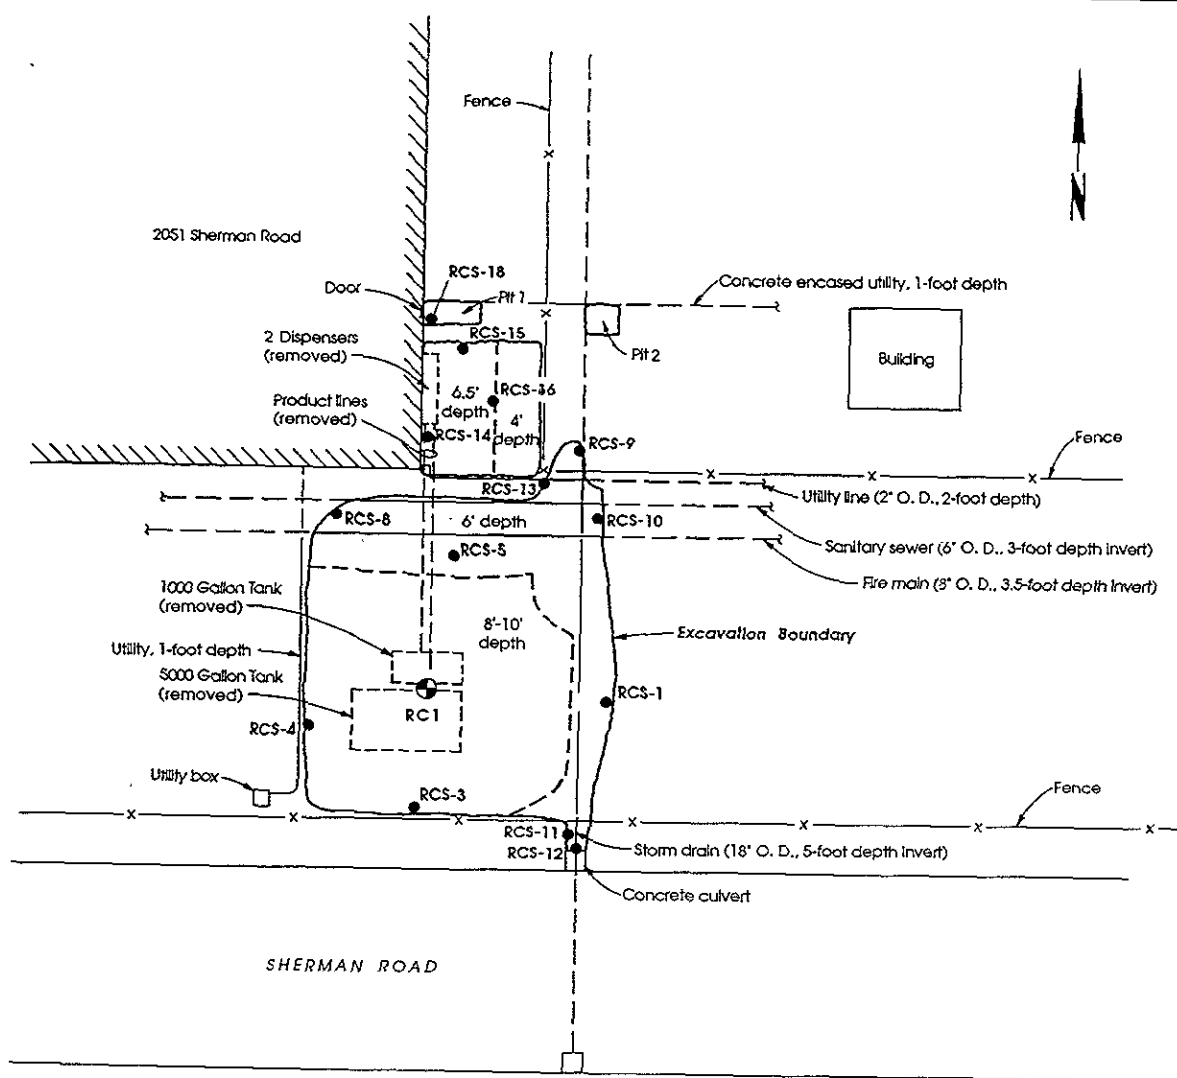 Fence
N
2051 Sherman Road
RCS-18
Door
Pit 1
Concrete encased utility, 1-foot depth
2 Dispensers
(removed)
RCS-15
Pit 2
Building
6.5'
depth
RCS-16
4'
depth
Product lines
(removed)
RCS-14
RCS-9
Fence
RCS-13
Utility line (2" O. D., 2-foot depth)
RCS-8
6' depth
RCS-10
Sanitary sewer (6" O. D., 3-foot depth invert)
RCS-5
Fire main (8" O. D., 3.5-foot depth invert)
1000 Gallon Tank
(removed)
8'-10'
depth
Excavation Boundary
Utility, 1-foot depth
5000 Gallon Tank
(removed)
RCS-1
RC1
RCS-4
Utility box
RCS-3
Fence
RCS-11
RCS-12
Storm drain (18" O. D., 5-foot depth invert)
Concrete culvert
SHERMAN ROAD